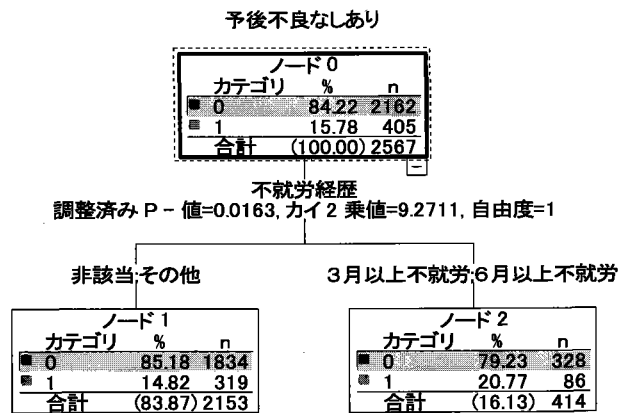 予後不良なしあり
ノード 0
カテゴリ % n
0 84.22 2162
1 15.78 405
合計 (100.00) 2567
不就労経歴
調整済み P - 値=0.0163, カイ 2 乗値=9.2711, 自由度=1
非該当;その他
ノード 1
カテゴリ % n
0 85.18 1834
1 14.82 319
合計 (83.87) 2153
3月以上不就労;6月以上不就労
ノード 2
カテゴリ % n
0 79.23 328
1 20.77 86
合計 (16.13) 414